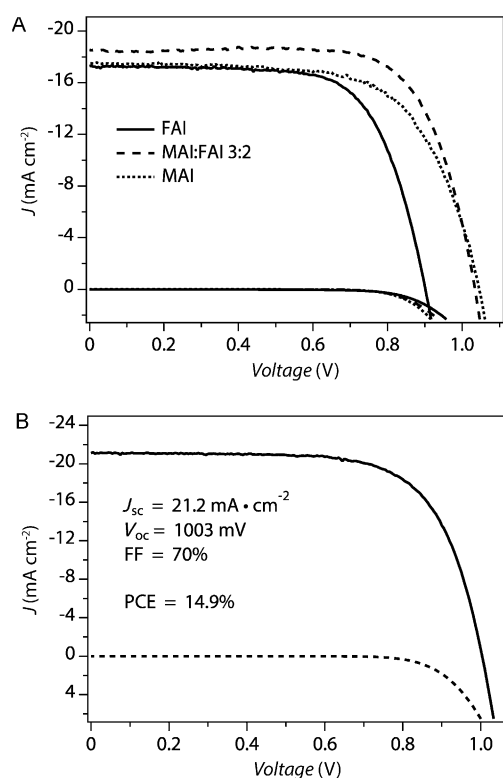 A
-20
-16
-12
-8
-4
0
J (mA cm-2)
FAI
MAI:FAI 3:2
MAI
0 0.2 0.4 0.6 0.8 1.0
Voltage (V)
B
-24
-20
-16
-12
-8
-4
0
4
J (mA cm-2)
Jsc = 21.2 mA • cm-2
Voc = 1003 mV
FF = 70%
PCE = 14.9%
0 0.2 0.4 0.6 0.8 1.0
Voltage (V)